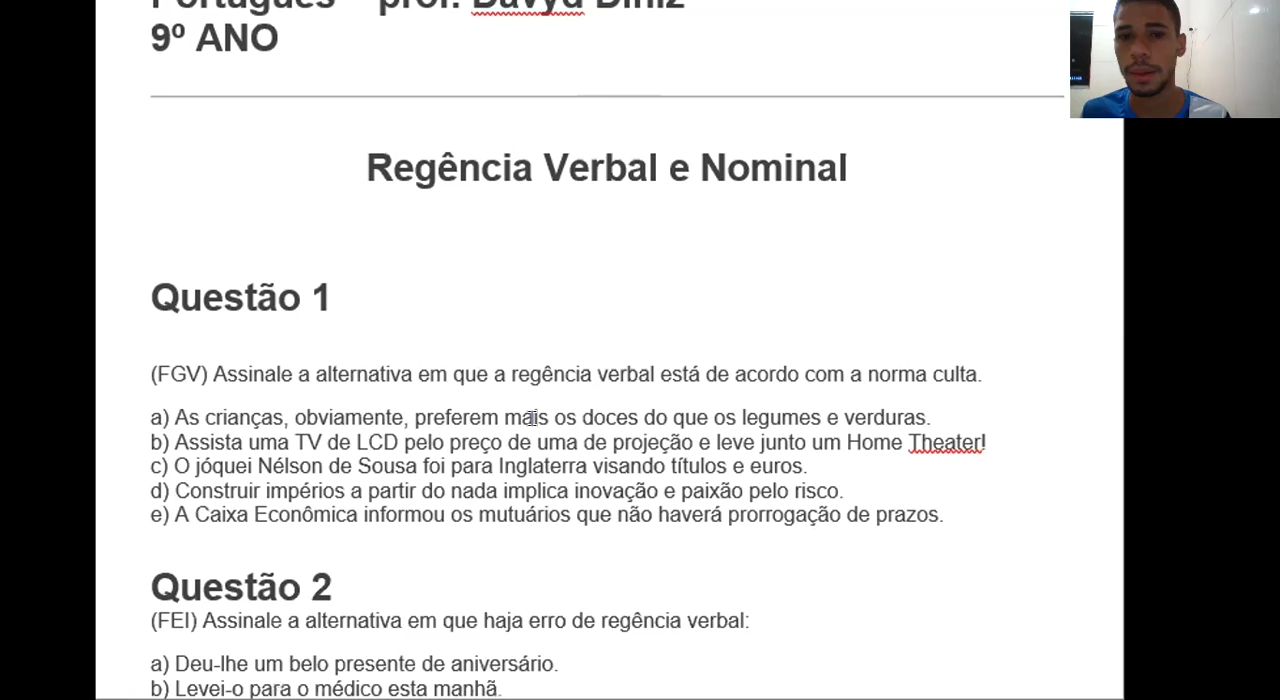 Português – prof. Davyd Diniz
9º ANO
Regência Verbal e Nominal
Questão 1
(FGV) Assinale a alternativa em que a regência verbal está de acordo com a norma culta.
a) As crianças, obviamente, preferem mais os doces do que os legumes e verduras.
b) Assista uma TV de LCD pelo preço de uma de projeção e leve junto um Home Theater!
c) O jóquei Nélson de Sousa foi para Inglaterra visando títulos e euros.
d) Construir impérios a partir do nada implica inovação e paixão pelo risco.
e) A Caixa Econômica informou os mutuários que não haverá prorrogação de prazos.
Questão 2
(FEI) Assinale a alternativa em que haja erro de regência verbal:
a) Deu-lhe um belo presente de aniversário.
b) Levei-o para o médico esta manhã.